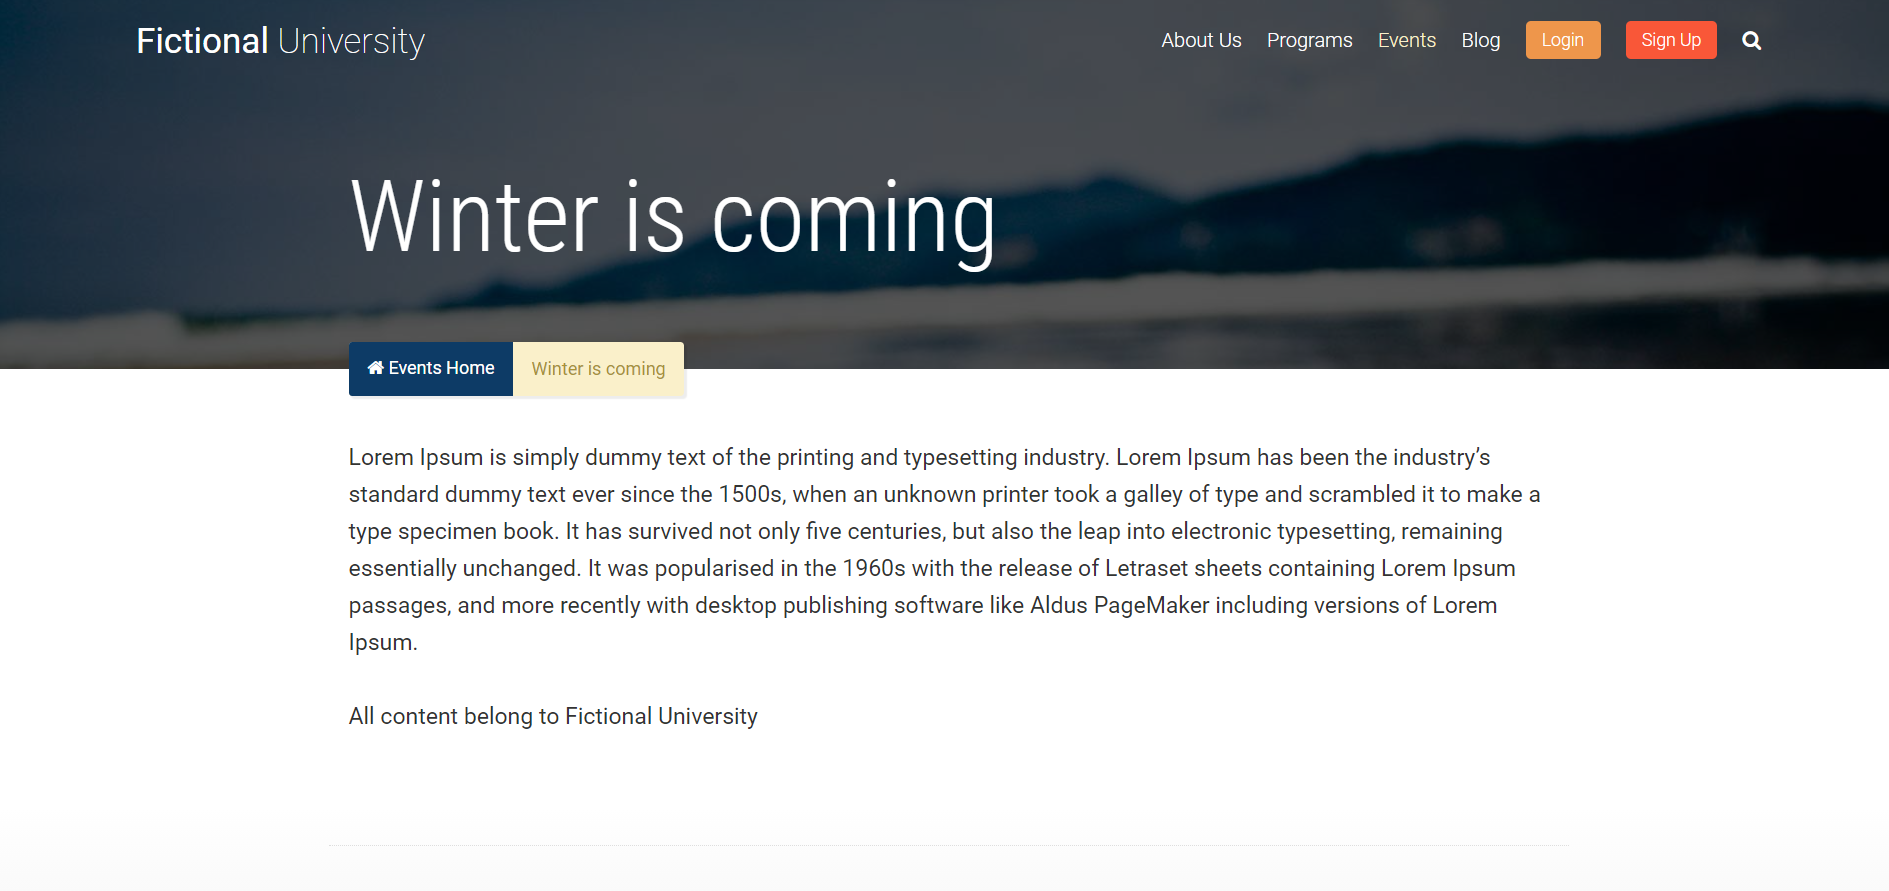 Fictional University
About Us Programs Events Blog Login Sign Up
Winter is coming
Events Home Winter is coming
Lorem Ipsum is simply dummy text of the printing and typesetting industry. Lorem Ipsum has been the industry’s
standard dummy text ever since the 1500s, when an unknown printer took a galley of type and scrambled it to make a
type specimen book. It has survived not only five centuries, but also the leap into electronic typesetting, remaining
essentially unchanged. It was popularised in the 1960s with the release of Letraset sheets containing Lorem Ipsum
passages, and more recently with desktop publishing software like Aldus PageMaker including versions of Lorem
Ipsum.
All content belong to Fictional University